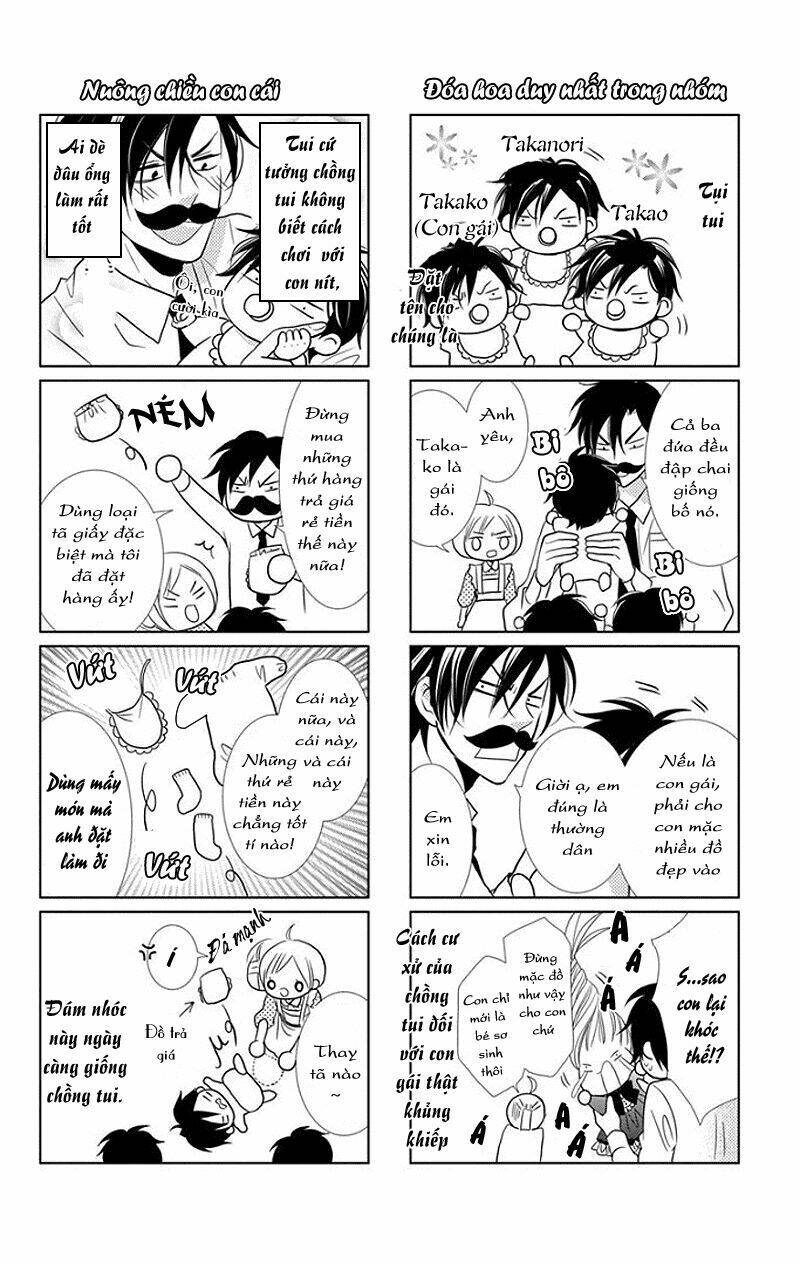 Đóa hoa duy nhất trong nhóm
Tụi
tui
Takanori
Takao
Takako
(Con gái)
Đặt
tên cho
chúng là
Cả ba
đứa đều
đập chai
giống
bố nó.
Bi
bô
Bi
bô
Anh
yêu,
Taka-
ko là
gái
đó.
Nếu là
con gái,
phải cho
con mặc
nhiều đồ
đẹp vào
Giời ạ, em
đúng là
thường
dân
Em
xin
lỗi.
S...sao
con lại
khóc
thế!?
Á
Á
Á
Á
Á
Á
Á
Đừng
mặc đồ
như vậy
cho con
chứ
Con chỉ
mới là
bé sơ
sinh
thôi
Cách cư
xử của
chồng
tui đối
với con
gái thật
khủng
khiếp
Nuông chiều con cái
Tui cứ
tưởng chồng
tui không
biết cách
chơi với
con nít,
Ai dè
đâu ổng
làm rất
tốt
Ôi, con
cười kìa
NÉM
Đừng
mua
những
thứ hàng
trả giá
rẻ tiền
thế này
nữa!
Dùng loại
tã giấy đặc
biệt mà tôi
đã đặt
hàng ấy!
Vứt
Vứt
Vứt
Cái này
nữa, và
cái này,
và cái
này
Những
thứ rẻ
tiền này
chẳng tốt
tí nào!
Dùng mấy
món mà
anh đặt
làm đi
Thay
tã nào
~
Đá mạnh
í
Đồ trả
giá
Đám nhóc
này ngày
càng giống
chồng tui.